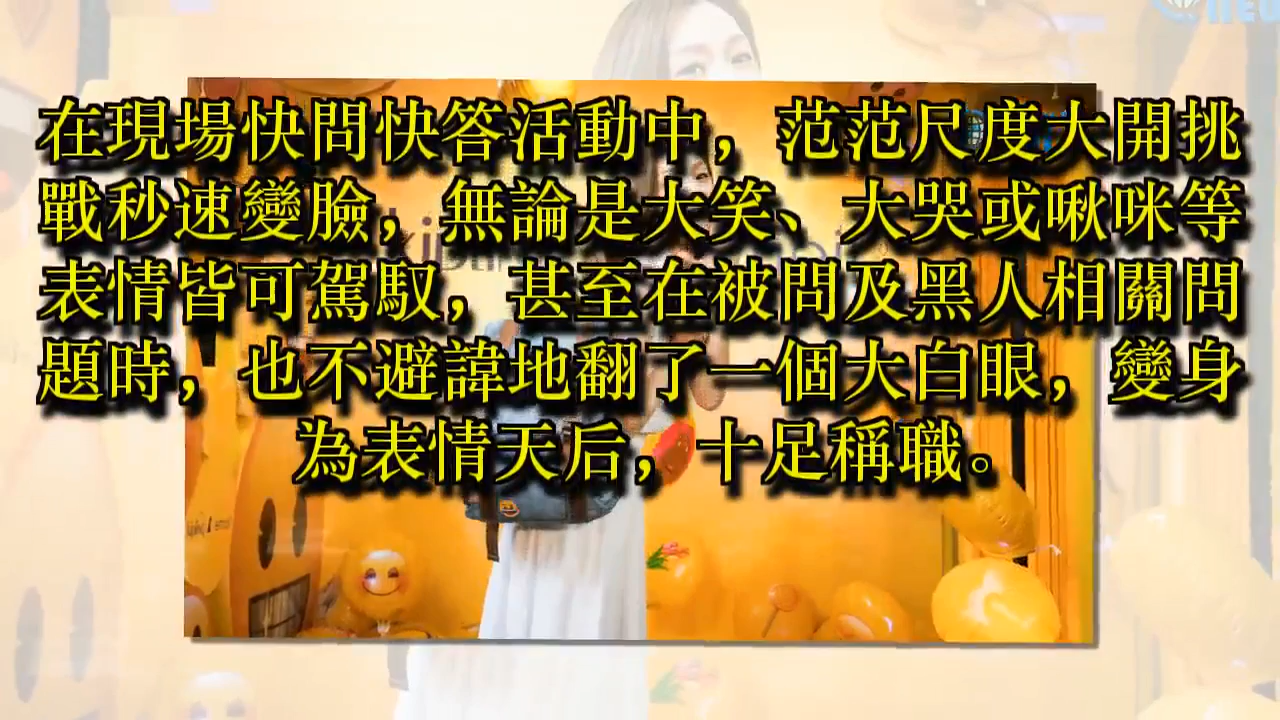 在現場快問快答活動中，范范尺度大開挑
戰秒速變臉，無論是大笑、大哭或啾咪等
表情皆可駕馭，甚至在被問及黑人相關問
題時，也不避諱地翻了一個大白眼，變身
為表情天后，十足稱職。